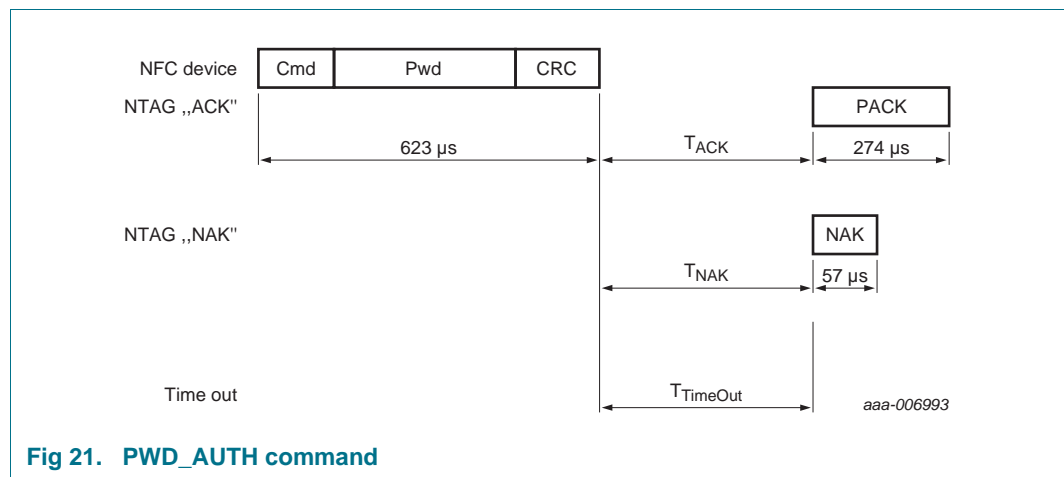 NFC device Cmd Pwd CRC
NTAG ,,ACK" PACK
623 µs TACK 274 µs
NTAG ,,NAK" NAK
TNAK 57 µs
Time out TTimeOut aaa-006993
Fig 21. PWD_AUTH command